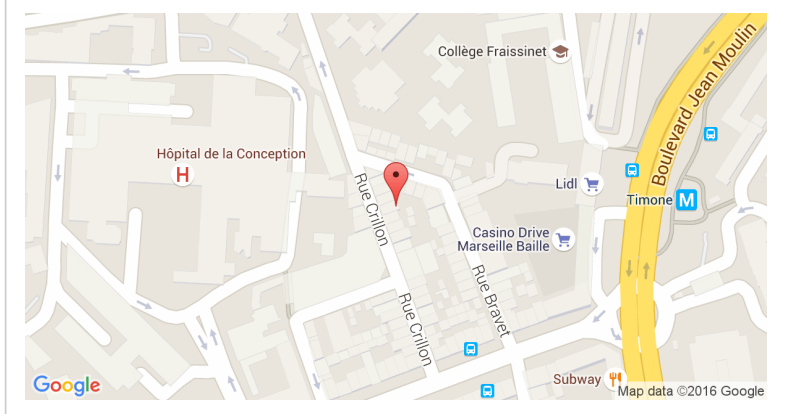 Collège Fraissinet
Boulevard Jean Moulin
Hôpital de la Conception
H
Lidl
Timone M
Rue Crillon
Casino Drive
Marseille Baille
Rue Bravet
Rue Crillon
Subway
Google
Map data ©2016 Google